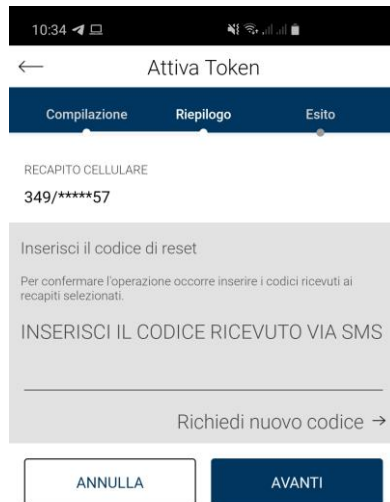 10:34
Attiva Token
Compilazione Riepilogo Esito
RECAPITO CELLULARE
349/*****57
Inserisci il codice di reset
Per confermare l'operazione occorre inserire i codici ricevuti ai
recapiti selezionati.
INSERISCI IL CODICE RICEVUTO VIA SMS
Richiedi nuovo codice →
ANNULLA AVANTI